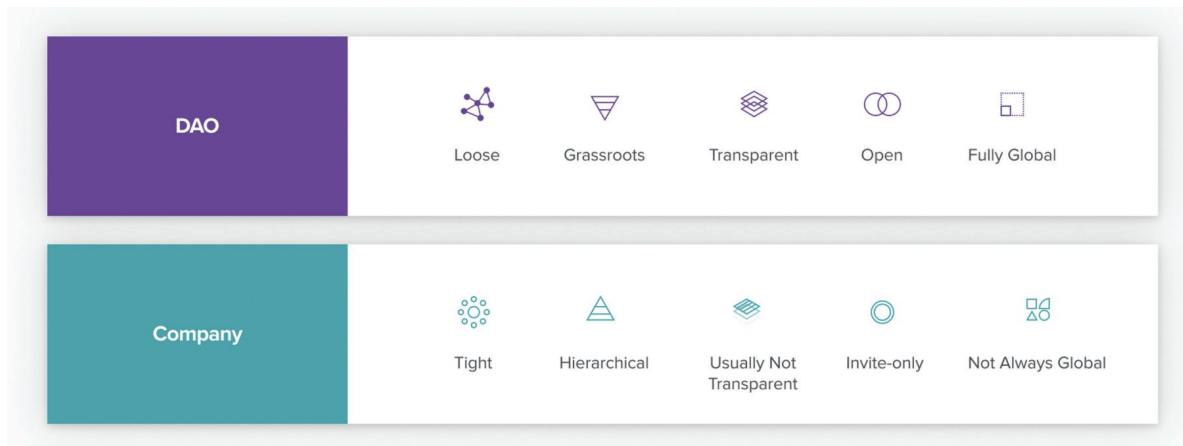 DAO
Loose
Grassroots
Transparent
Open
Fully Global
Company
Tight
Hierarchical
Usually Not
Transparent
Invite-only
Not Always Global